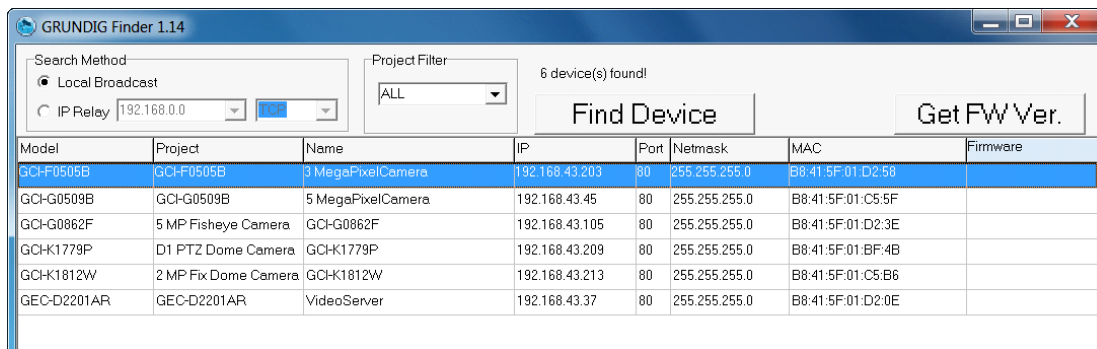 GRUNDIG Finder 1.14
Search Method
Local Broadcast
IP Relay 192.168.0.0 TCP
Project Filter
ALL
6 device(s) found!
Find Device
Get FW Ver.
Model Project Name IP Port Netmask MAC Firmware
GCI-F0505B GCI-F0505B 3 MegaPixelCamera 192.168.43.203 80 255.255.255.0 B8:41:5F:01:D2:58
GCI-G0509B GCI-G0509B 5 MegaPixelCamera 192.168.43.45 80 255.255.255.0 B8:41:5F:01:C5:5F
GCI-G0862F 5 MP Fisheye Camera GCI-G0862F 192.168.43.105 80 255.255.255.0 B8:41:5F:01:D2:3E
GCI-K1779P D1 PTZ Dome Camera GCI-K1779P 192.168.43.209 80 255.255.255.0 B8:41:5F:01:BF:4B
GCI-K1812W 2 MP Fix Dome Camera GCI-K1812W 192.168.43.213 80 255.255.255.0 B8:41:5F:01:C5:B6
GEC-D2201AR GEC-D2201AR VideoServer 192.168.43.37 80 255.255.255.0 B8:41:5F:01:D2:0E